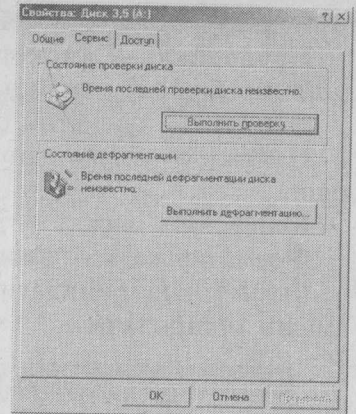 Свойства: Диск 3,5 (A:)
Общие Сервис Доступ
Состояние проверки диска
Время последней проверки диска неизвестно.
Выполнить проверку...
Состояние дефрагментации
Время последней дефрагментации диска
неизвестно.
Выполнить дефрагментацию...
OK Отмена Применить